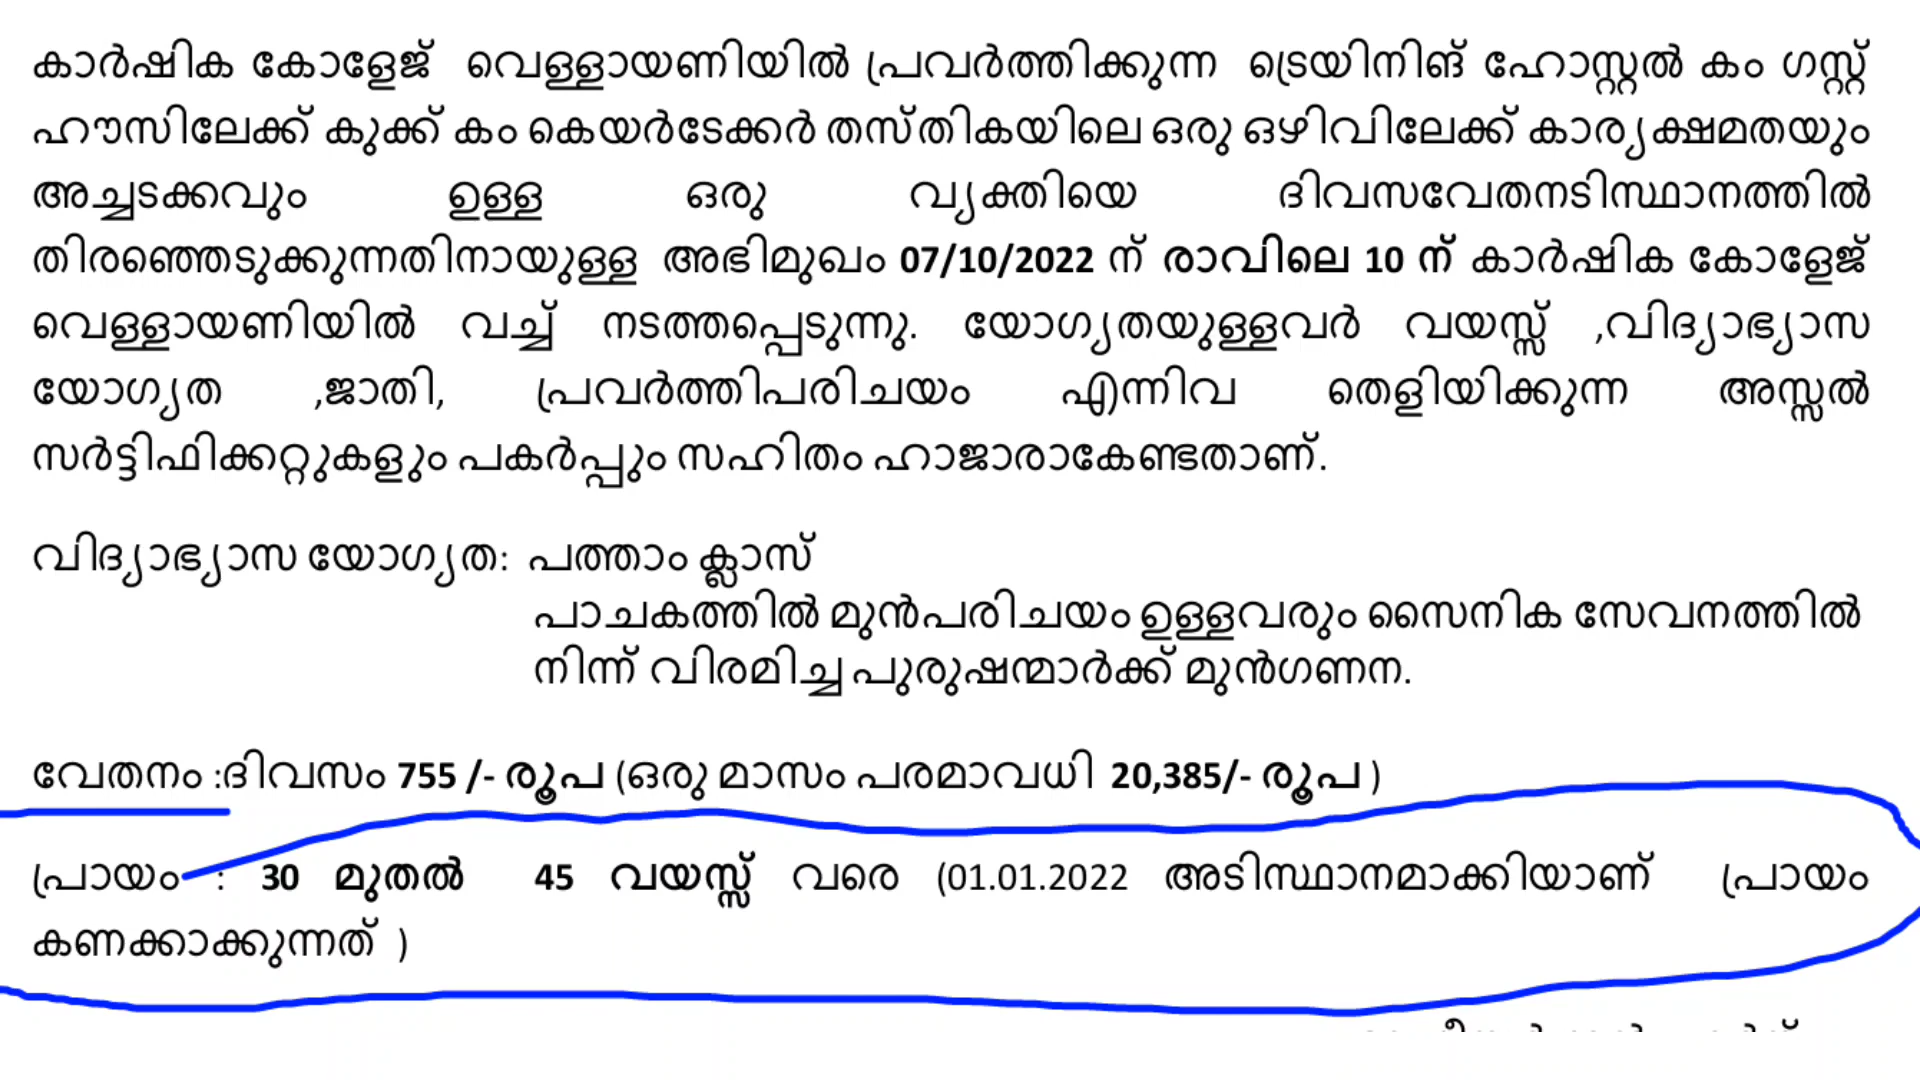 കാർഷിക കോളേജ് വെള്ളായണിയിൽ പ്രവർത്തിക്കുന്ന ട്രെയിനിങ് ഹോസ്റ്റൽ കം ഗസ്റ്റ്
ഹൗസിലേക്ക് കുക്ക് കം കെയർടേക്കർ തസ്തികയിലെ ഒരു ഒഴിവിലേക്ക് കാര്യക്ഷമതയും
അച്ചടക്കവും ഉള്ള ഒരു വ്യക്തിയെ ദിവസവേതനടിസ്ഥാനത്തിൽ
തിരഞ്ഞെടുക്കുന്നതിനായുള്ള അഭിമുഖം 07/10/2022 ന് രാവിലെ 10 ന് കാർഷിക കോളേജ്
വെള്ളായണിയിൽ വച്ച് നടത്തപ്പെടുന്നു. യോഗ്യതയുള്ളവർ വയസ്സ് ,വിദ്യാഭ്യാസ
യോഗ്യത ,ജാതി, പ്രവർത്തിപരിചയം എന്നിവ തെളിയിക്കുന്ന അസ്സൽ
സർട്ടിഫിക്കറ്റുകളും പകർപ്പും സഹിതം ഹാജാരാകേണ്ടതാണ്.
വിദ്യാഭ്യാസ യോഗ്യത: പത്താം ക്ലാസ്
പാചകത്തിൽ മുൻപരിചയം ഉള്ളവരും സൈനിക സേവനത്തിൽ
നിന്ന് വിരമിച്ച പുരുഷന്മാർക്ക് മുൻഗണന.
വേതനം :ദിവസം 755 /- രൂപ (ഒരു മാസം പരമാവധി 20,385/- രൂപ )
പ്രായം : 30 മുതൽ 45 വയസ്സ് വരെ (01.01.2022 അടിസ്ഥാനമാക്കിയാണ് പ്രായം
കണക്കാക്കുന്നത് )